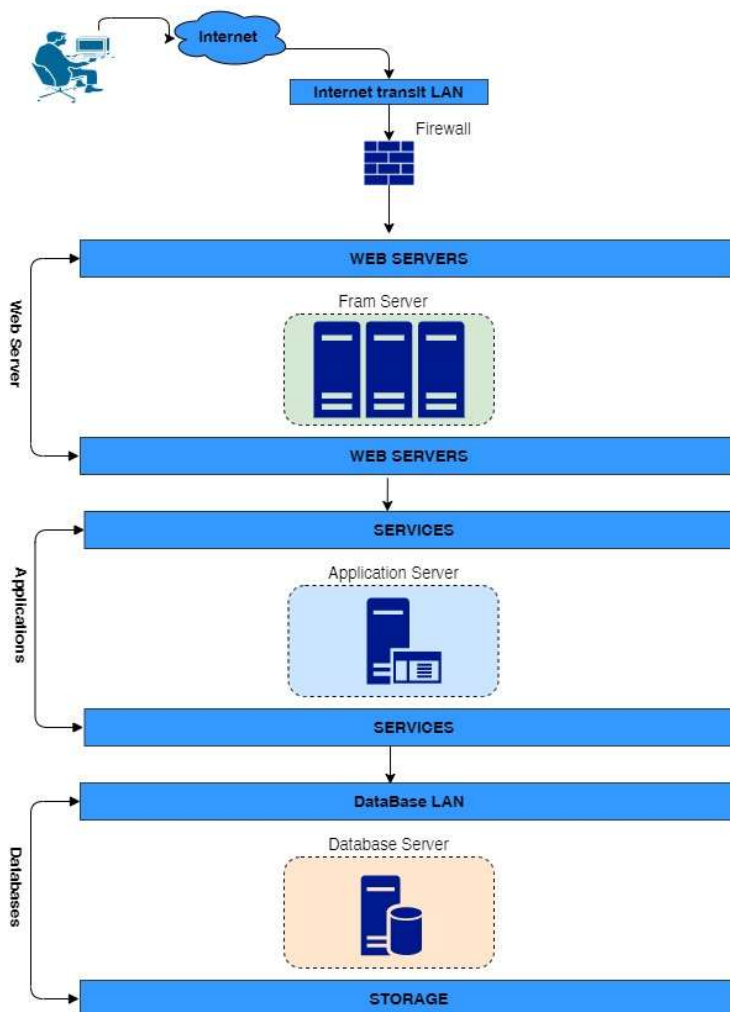 Internet
Internet transit LAN
Firewall
WEB SERVERS
Fram Server
Web Server
WEB SERVERS
SERVICES
Application Server
Applications
SERVICES
DataBase LAN
Database Server
Databases
STORAGE